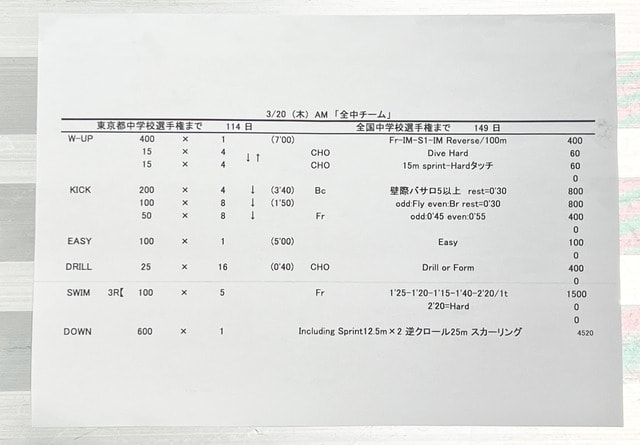 3/20 （木） AM 「全中チーム」
東京都中学校選手権まで 114 日 全国中学校選手権まで 149 日
W-UP 400 × 1 (7'00) Fr-IM-S1-IM Reverse/100m 400
15 × 4 ↓↑ CHO Dive Hard 60
15 × 4 CHO 15m sprint-Hardタッチ 60
0
KICK 200 × 4 ↓ (3'40) Bc 壁際バサロ5以上 rest=0'30 800
100 × 8 ↓ (1'50) odd:Fly even:Br rest=0'30 800
50 × 8 ↓ Fr odd:0'45 even:0'55 400
0
EASY 100 × 1 (5'00) Easy 100
0
DRILL 25 × 16 (0'40) CHO Drill or Form 400
0
SWIM 3R【 100 × 5 Fr 1'25-1'20-1'15-1'40-2'20/1t 1500
2'20=Hard 0
0
DOWN 600 × 1 Including Sprint12.5m×2 逆クロール25m スカーリング 4520